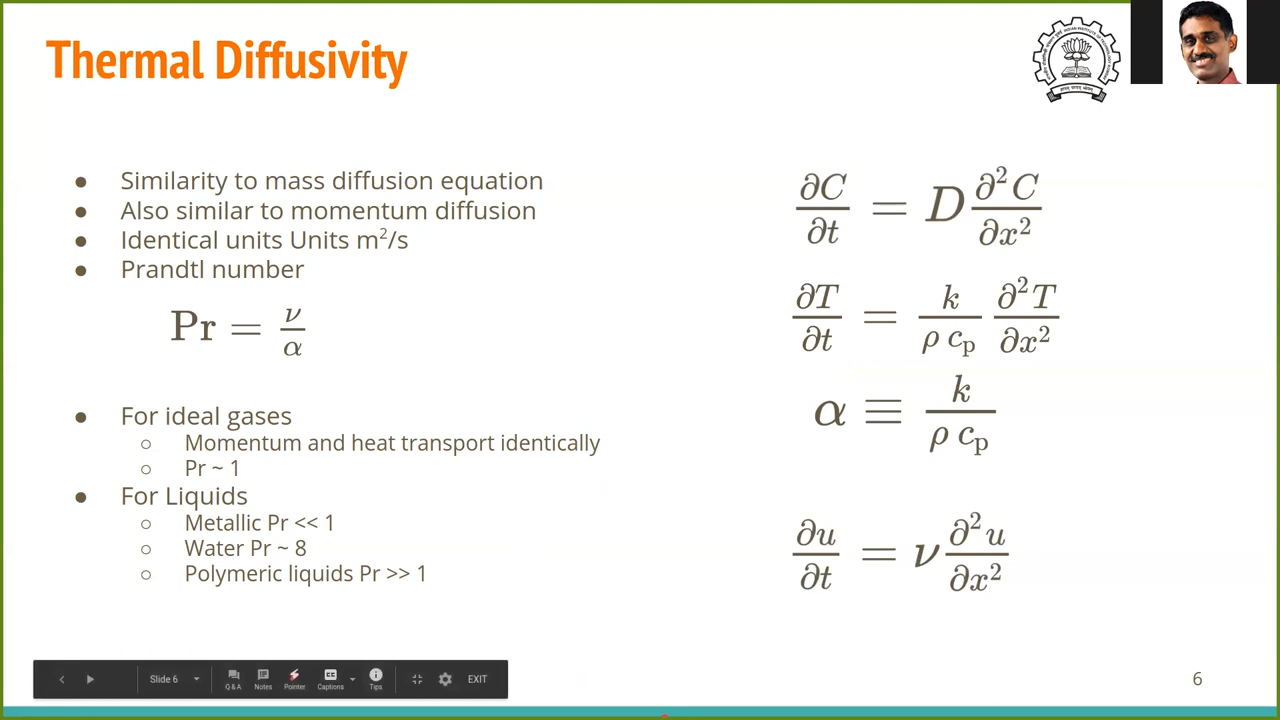 Thermal Diffusivity
● Similarity to mass diffusion equation
● Also similar to momentum diffusion
● Identical units Units m²/s
● Prandtl number
Pr = ν/α
● For ideal gases
○ Momentum and heat transport identically
○ Pr ~ 1
● For Liquids
○ Metallic Pr << 1
○ Water Pr ~ 8
○ Polymeric liquids Pr >> 1
∂C/∂t = D ∂²C/∂x²
∂T/∂t = k/(ρ cₚ) ∂²T/∂x²
α ≡ k/(ρ cₚ)
∂u/∂t = ν ∂²u/∂x²
Slide 6
Q & A Notes Pointer Captions Tips EXIT
6